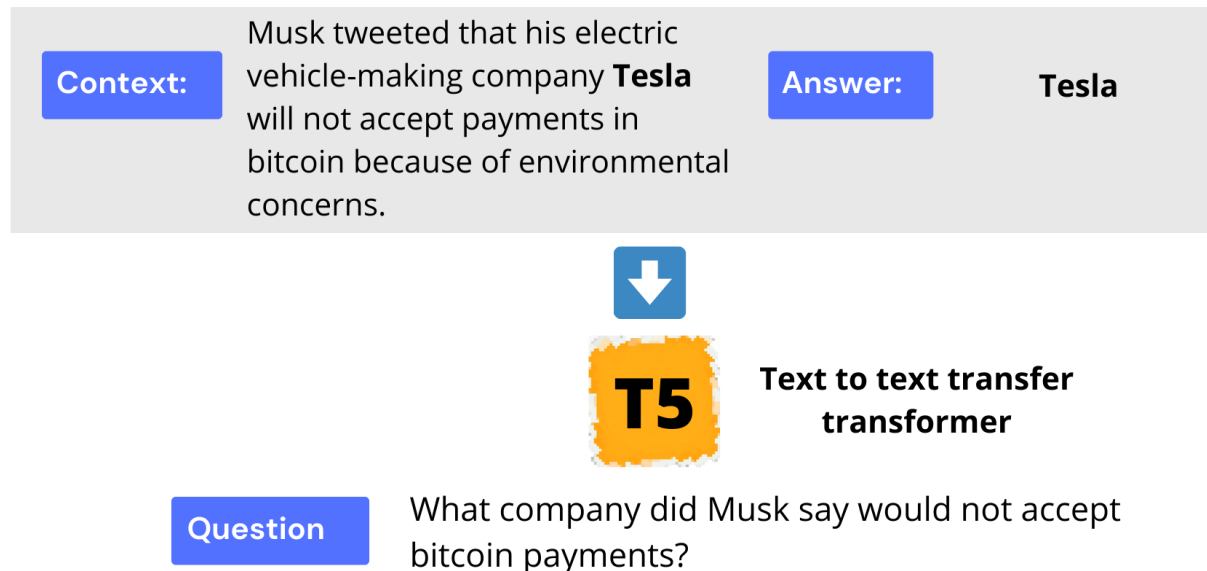 Context:
Musk tweeted that his electric
vehicle-making company Tesla
will not accept payments in
bitcoin because of environmental
concerns.
Answer:
Tesla
T5
Text to text transfer
transformer
Question
What company did Musk say would not accept
bitcoin payments?